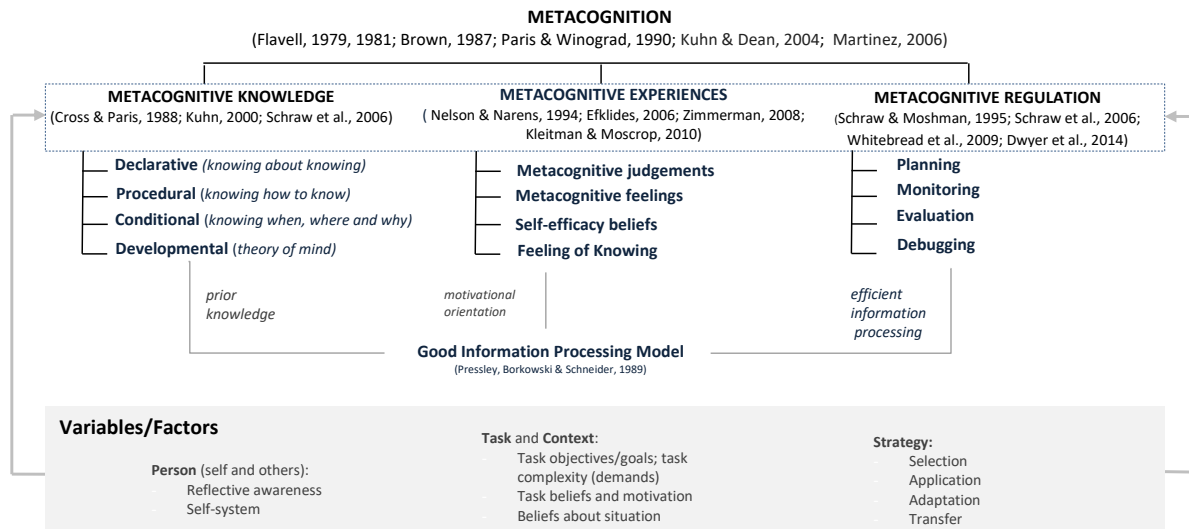 METACOGNITION
(Flavell, 1979, 1981; Brown, 1987; Paris & Winograd, 1990; Kuhn & Dean, 2004; Martinez, 2006)
METACOGNITIVE KNOWLEDGE
(Cross & Paris, 1988; Kuhn, 2000; Schraw et al., 2006)
METACOGNITIVE EXPERIENCES
( Nelson & Narens, 1994; Efklides, 2006; Zimmerman, 2008;
Kleitman & Moscrop, 2010)
METACOGNITIVE REGULATION
(Schraw & Moshman, 1995; Schraw et al., 2006;
Whitebread et al., 2009; Dwyer et al., 2014)
Declarative (knowing about knowing)
Procedural (knowing how to know)
Conditional (knowing when, where and why)
Developmental (theory of mind)
Metacognitive judgements
Metacognitive feelings
Self-efficacy beliefs
Feeling of Knowing
Planning
Monitoring
Evaluation
Debugging
prior
knowledge
motivational
orientation
efficient
information
processing
Good Information Processing Model
(Pressley, Borkowski & Schneider, 1989)
Variables/Factors
Person (self and others):
Reflective awareness
Self-system
Task and Context:
Task objectives/goals; task
complexity (demands)
Task beliefs and motivation
Beliefs about situation
Strategy:
Selection
Application
Adaptation
Transfer